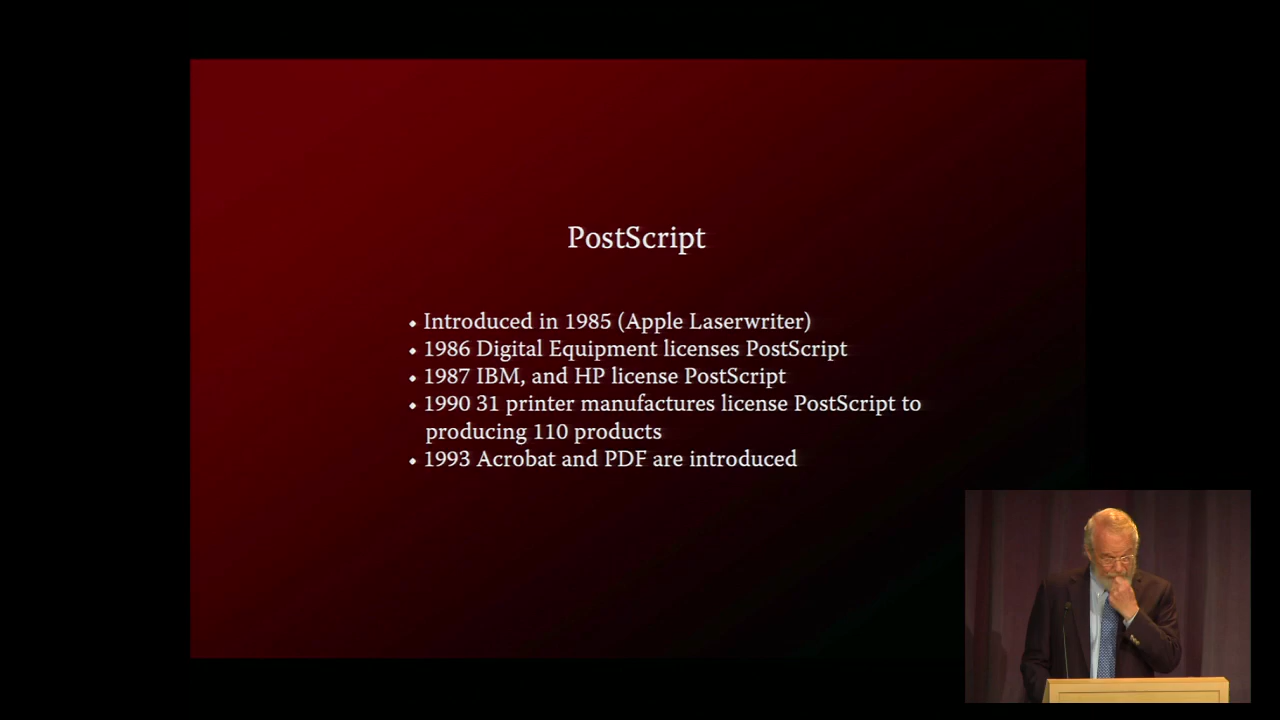 PostScript
• Introduced in 1985 (Apple Laserwriter)
• 1986 Digital Equipment licenses PostScript
• 1987 IBM, and HP license PostScript
• 1990 31 printer manufactures license PostScript to
producing 110 products
• 1993 Acrobat and PDF are introduced